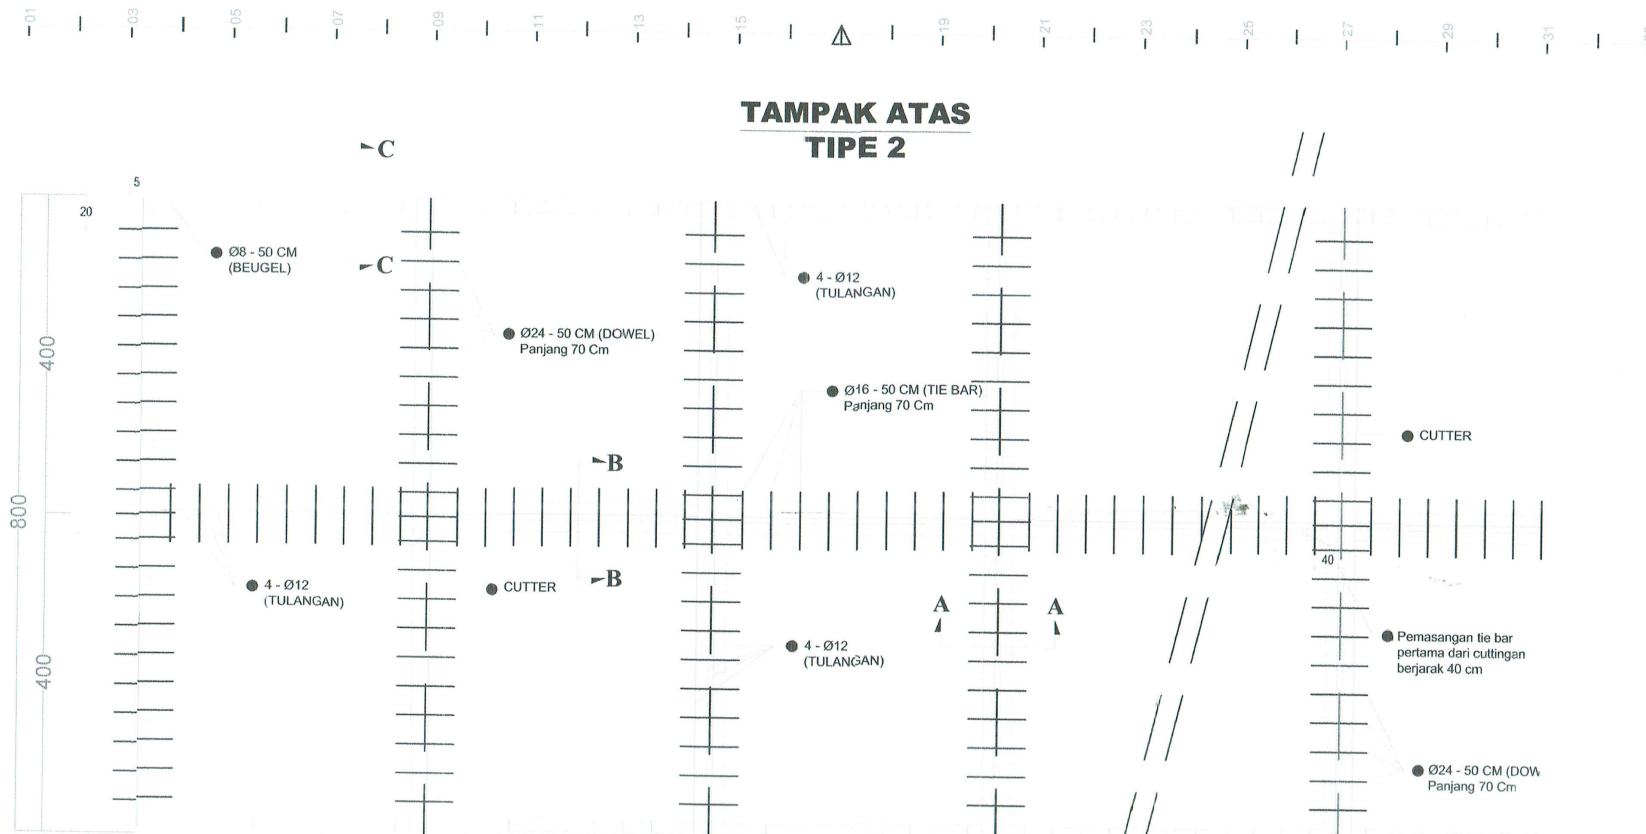 01
03
05
07
09
11
13
15
19
21
23
25
27
29
31
TAMPAK ATAS
TIPE 2
C
5
20
Ø8 - 50 CM
(BEUGEL)
C
4 - Ø12
(TULANGAN)
Ø24 - 50 CM (DOWEL)
Panjang 70 Cm
400
Ø16 - 50 CM (TIE BAR)
Panjang 70 Cm
CUTTER
B
800
40
4 - Ø12
(TULANGAN)
CUTTER
B
A
A
400
4 - Ø12
(TULANGAN)
Pemasangan tie bar
pertama dari cuttingan
berjarak 40 cm
Ø24 - 50 CM (DOW
Panjang 70 Cm